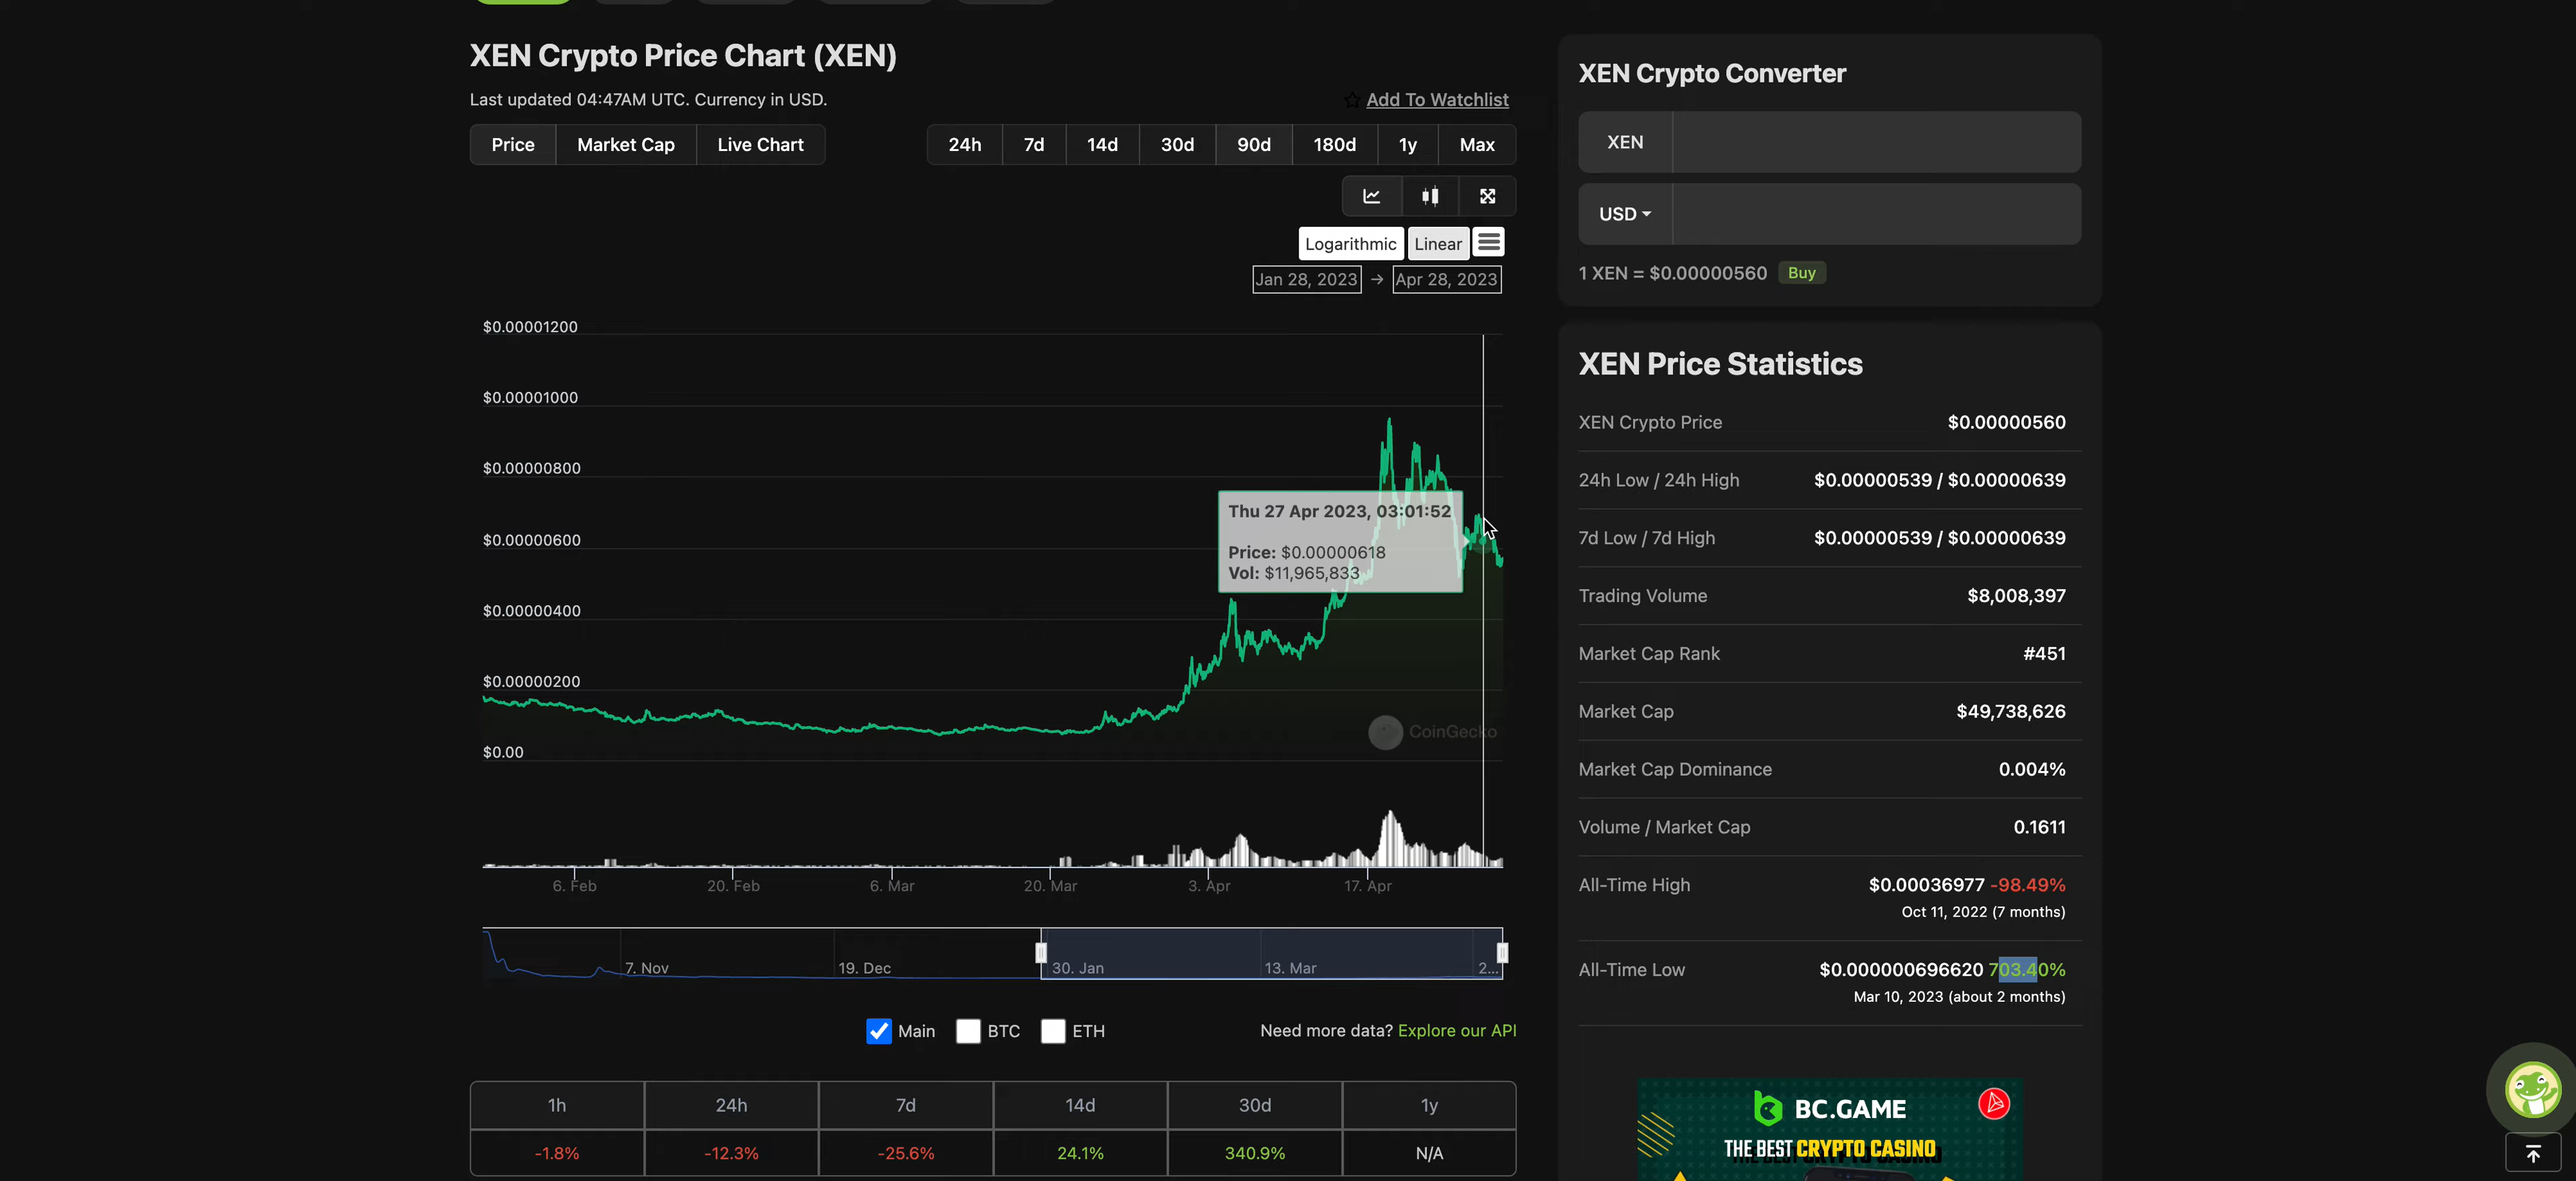 XEN Crypto Price Chart (XEN)
Last updated 04:47AM UTC. Currency in USD.
Add To Watchlist
Price Market Cap Live Chart
24h 7d 14d 30d 90d 180d 1y Max
Logarithmic Linear
Jan 28, 2023 → Apr 28, 2023
$0.00001200
$0.00001000
$0.00000800
$0.00000600
$0.00000400
$0.00000200
$0.00
Thu 27 Apr 2023, 03:01:52
Price: $0.00000618
Vol: $11,965,833
CoinGecko
6. Feb 20. Feb 6. Mar 20. Mar 3. Apr 17. Apr
7. Nov 19. Dec 30. Jan 13. Mar 2...
Main BTC ETH
Need more data? Explore our API
1h 24h 7d 14d 30d 1y
-1.8% -12.3% -25.6% 24.1% 340.9% N/A
XEN Crypto Converter
XEN
USD
1 XEN = $0.00000560 Buy
XEN Price Statistics
XEN Crypto Price $0.00000560
24h Low / 24h High $0.00000539 / $0.00000639
7d Low / 7d High $0.00000539 / $0.00000639
Trading Volume $8,008,397
Market Cap Rank #451
Market Cap $49,738,626
Market Cap Dominance 0.004%
Volume / Market Cap 0.1611
All-Time High $0.00036977 -98.49%
Oct 11, 2022 (7 months)
All-Time Low $0.000000696620 703.40%
Mar 10, 2023 (about 2 months)
BC.GAME
THE BEST CRYPTO CASINO